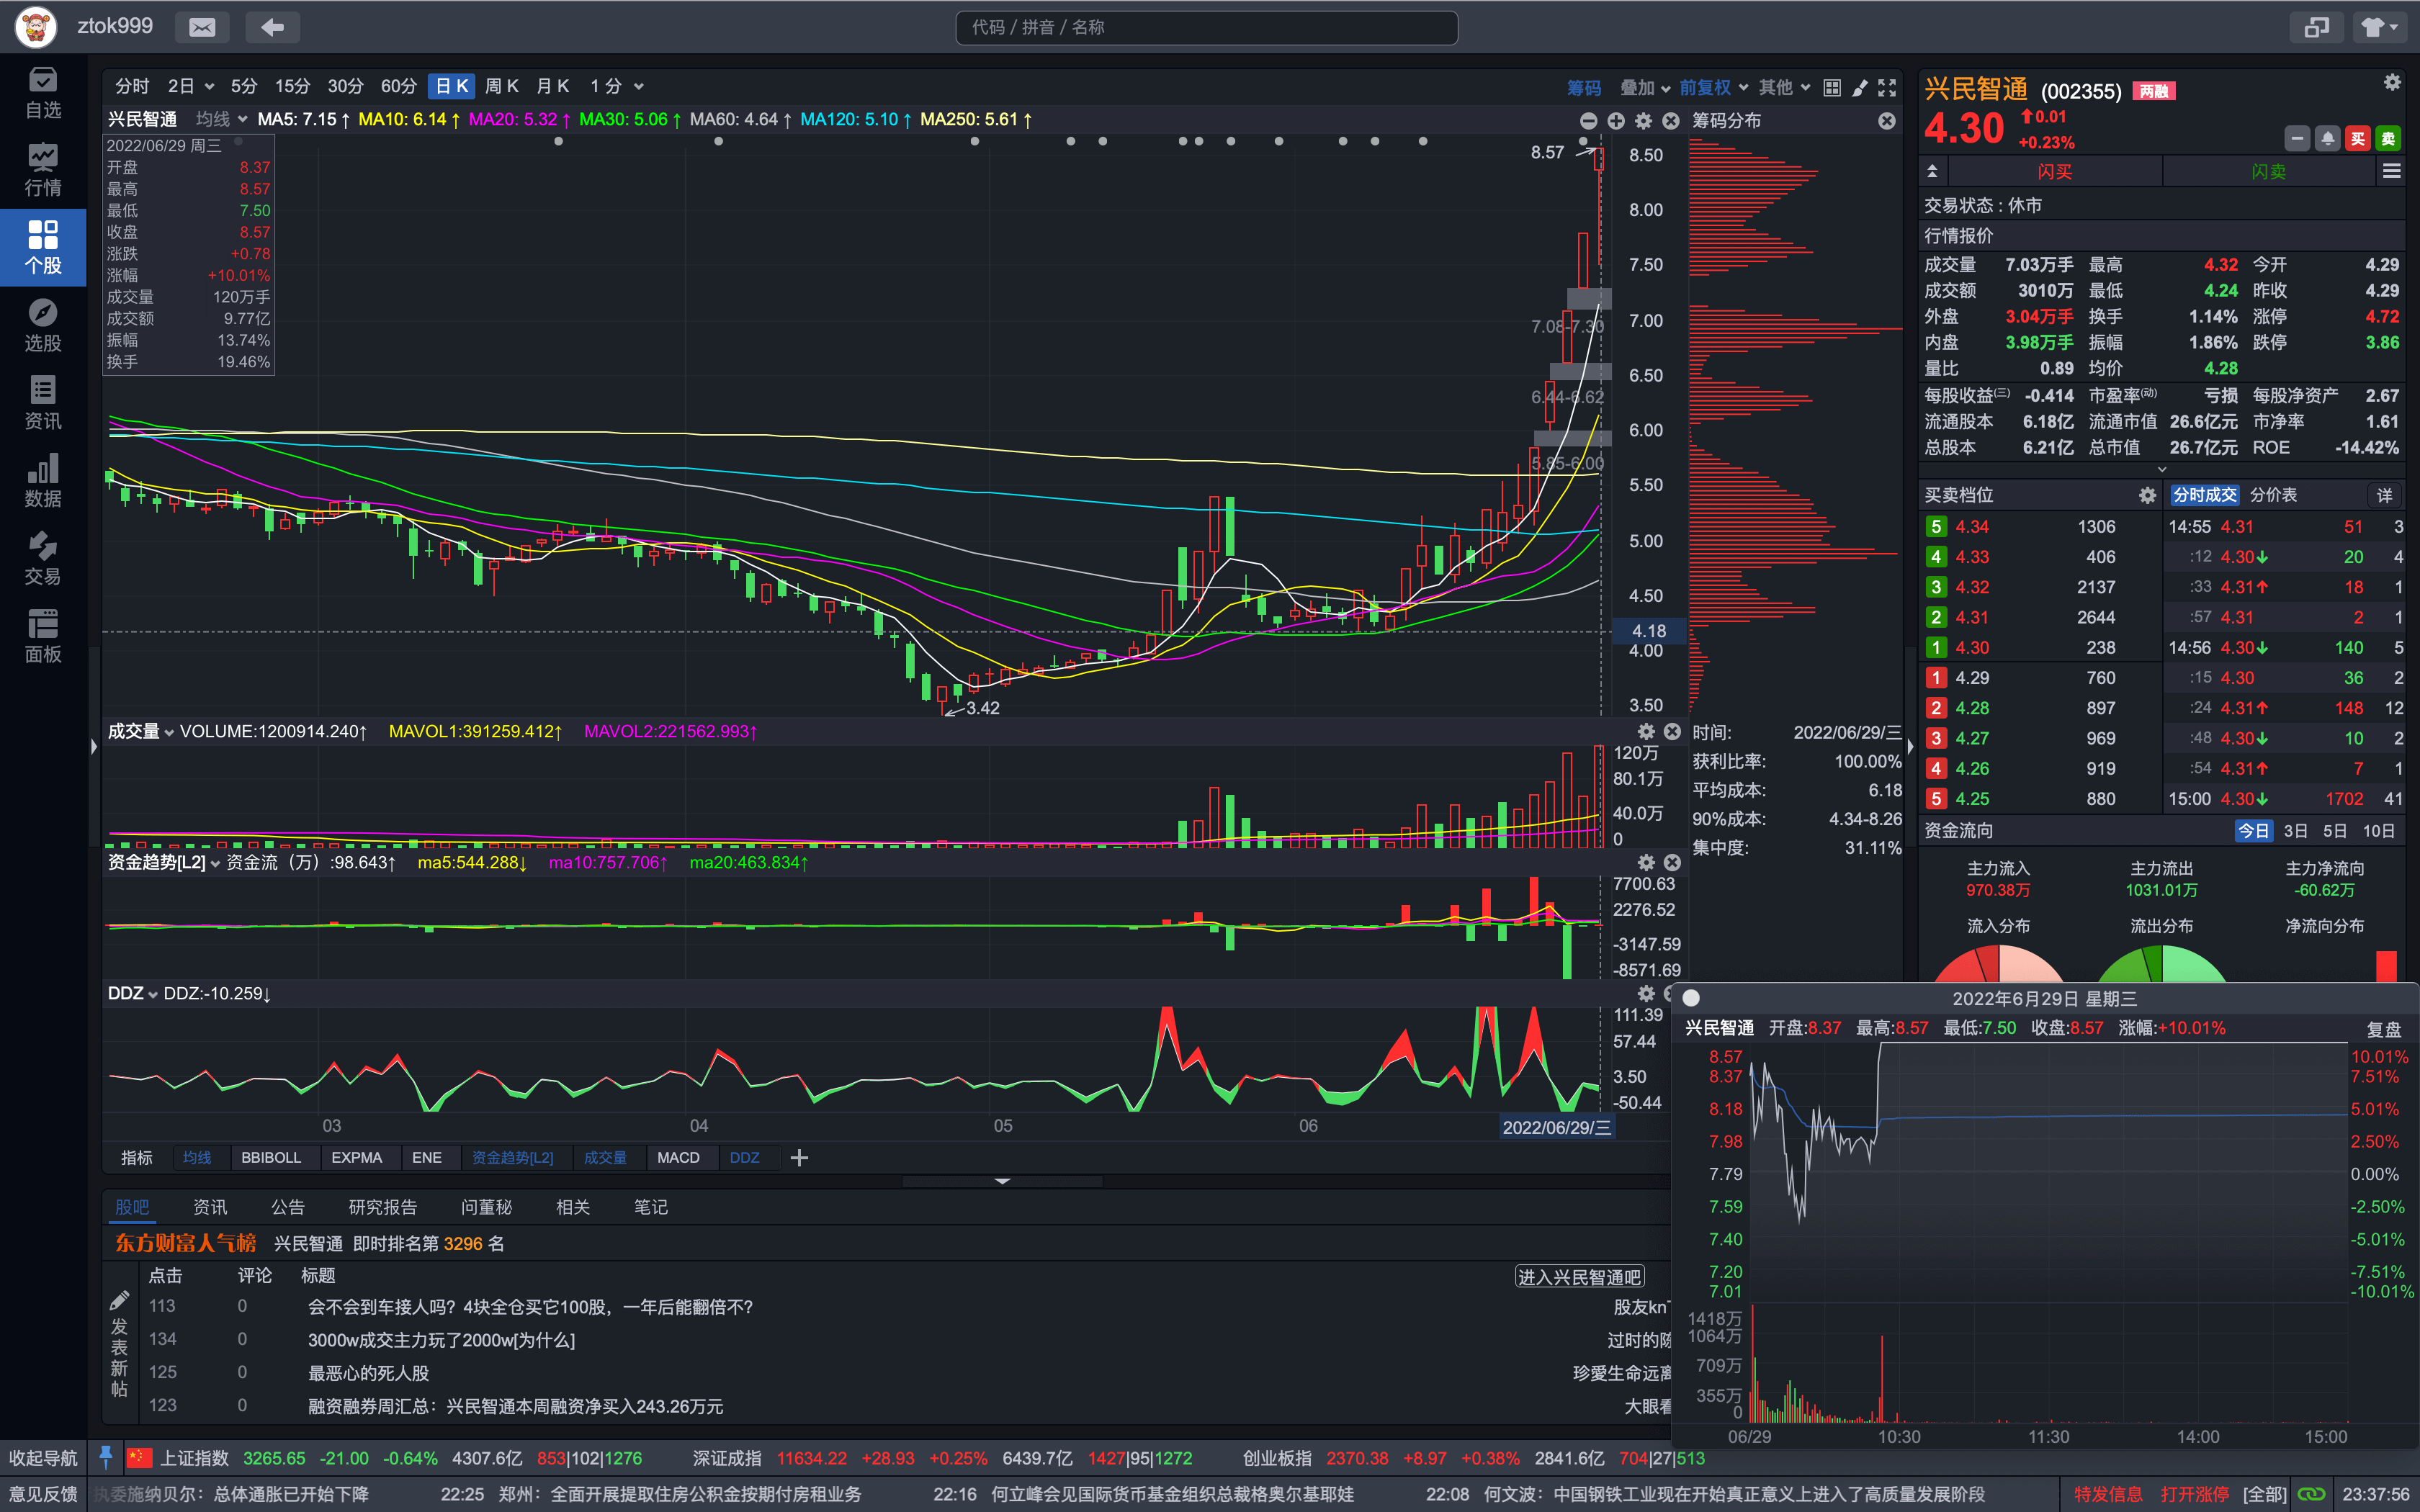 ztok999
代码 / 拼音 / 名称
自选
行情
个股
选股
资讯
数据
交易
面板
分时 2日 5分 15分 30分 60分 日K 周K 月K 1分
筹码 叠加 前复权 其他
兴民智通 均线 MA5: 7.15↑ MA10: 6.14↑ MA20: 5.32↑ MA30: 5.06↑ MA60: 4.64↑ MA120: 5.10↑ MA250: 5.61↑
筹码分布
2022/06/29 周三
开盘 8.37
最高 8.57
最低 7.50
收盘 8.57
涨跌 +0.78
涨幅 +10.01%
成交量 120万手
成交额 9.77亿
振幅 13.74%
换手 19.46%
8.57
7.08-7.30
6.44-6.62
5.85-6.00
3.42
8.50
8.00
7.50
7.00
6.50
6.00
5.50
5.00
4.50
4.18
4.00
3.50
成交量 VOLUME:1200914.240↑ MAVOL1:391259.412↑ MAVOL2:221562.993↑
120万
80.1万
40.0万
0
资金趋势[L2] 资金流（万）:98.643↑ ma5:544.288↓ ma10:757.706↑ ma20:463.834↑
7700.63
2276.52
-3147.59
-8571.69
DDZ DDZ:-10.259↓
111.39
57.44
3.50
-50.44
03 04 05 06 2022/06/29/三
时间: 2022/06/29/三
获利比率: 100.00%
平均成本: 6.18
90%成本: 4.34-8.26
集中度: 31.11%
指标 均线 BBIBOLL EXPMA ENE 资金趋势[L2] 成交量 MACD DDZ
股吧 资讯 公告 研究报告 问董秘 相关 笔记
东方财富人气榜 兴民智通 即时排名第 3296 名
点击 评论 标题
进入兴民智通吧
发表新帖
113 0 会不会到车接人吗？4块全仓买它100股，一年后能翻倍不? 股友kn
134 0 3000w成交主力玩了2000w[为什么] 过时的
125 0 最恶心的死人股 珍爱生命远离
123 0 融资融券周汇总：兴民智通本周融资净买入243.26万元 大眼看
兴民智通 (002355) 两融
4.30 0.01
+0.23%
买 卖
闪买 闪卖
交易状态 : 休市
行情报价
成交量 7.03万手 最高 4.32 今开 4.29
成交额 3010万 最低 4.24 昨收 4.29
外盘 3.04万手 换手 1.14% 涨停 4.72
内盘 3.98万手 振幅 1.86% 跌停 3.86
量比 0.89 均价 4.28
每股收益(三) -0.414 市盈率(动) 亏损 每股净资产 2.67
流通股本 6.18亿 流通市值 26.6亿元 市净率 1.61
总股本 6.21亿 总市值 26.7亿元 ROE -14.42%
买卖档位 分时成交 分价表 详
5 4.34 1306 14:55 4.31 51 3
4 4.33 406 :12 4.30↓ 20 4
3 4.32 2137 :33 4.31↑ 18 1
2 4.31 2644 :57 4.31 2 1
1 4.30 238 14:56 4.30↓ 140 5
1 4.29 760 :15 4.30 36 2
2 4.28 897 :24 4.31↑ 148 12
3 4.27 969 :48 4.30↓ 10 2
4 4.26 919 :54 4.31↑ 7 1
5 4.25 880 15:00 4.30↓ 1702 41
资金流向 今日 3日 5日 10日
主力流入 主力流出 主力净流向
970.38万 1031.01万 -60.62万
流入分布 流出分布 净流向分布
2022年6月29日 星期三
兴民智通 开盘:8.37 最高:8.57 最低:7.50 收盘:8.57 涨幅:+10.01% 复盘
8.57 10.01%
8.37 7.51%
8.18 5.01%
7.98 2.50%
7.79 0.00%
7.59 -2.50%
7.40 -5.01%
7.20 -7.51%
7.01 -10.01%
1418万
1064万
709万
355万
0
06/29 10:30 11:30 14:00 15:00
收起导航 上证指数 3265.65 -21.00 -0.64% 4307.6亿 853|102|1276 深证成指 11634.22 +28.93 +0.25% 6439.7亿 1427|95|1272 创业板指 2370.38 +8.97 +0.38% 2841.6亿 704|27|513
意见反馈 执委施纳贝尔：总体通胀已开始下降 22:25 郑州：全面开展提取住房公积金按期付房租业务 22:16 何立峰会见国际货币基金组织总裁格奥尔基耶娃 22:08 何文波：中国钢铁工业现在开始真正意义上进入了高质量发展阶段 特发信息 打开涨停 [全部] 23:37:56